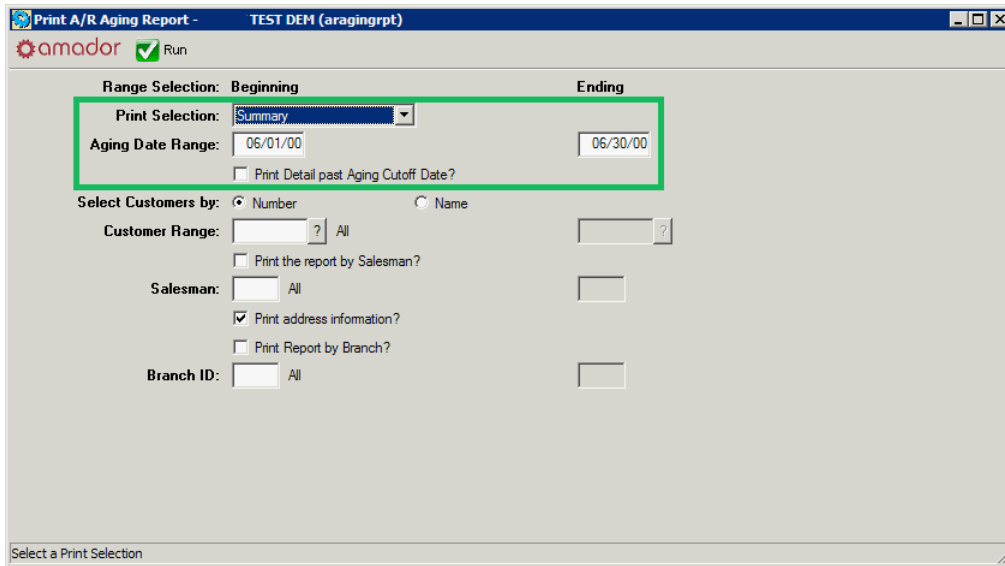 Print A/R Aging Report - TEST DEM (aragingrpt)
amador Run
Range Selection: Beginning Ending
Print Selection: Summary
Aging Date Range: 06/01/00 06/30/00
Print Detail past Aging Cutoff Date?
Select Customers by: Number Name
Customer Range: ? All ?
Print the report by Salesman?
Salesman: All
Print address information?
Print Report by Branch?
Branch ID: All
Select a Print Selection